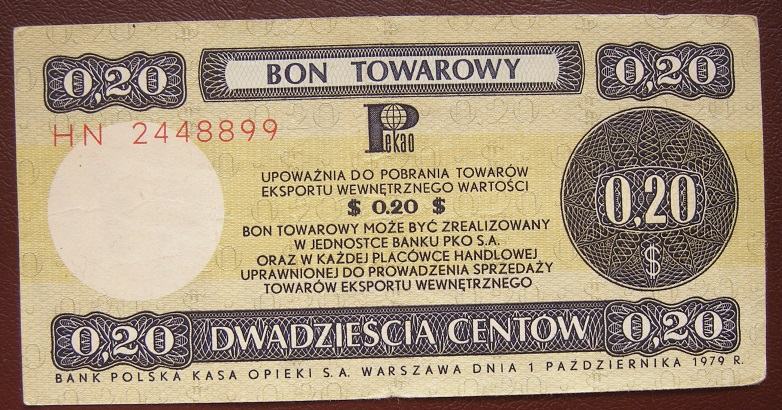 0,20 BON TOWAROWY 0,20
HN 2448899
Pekao
UPOWAŻNIA DO POBRANIA TOWARÓW
EKSPORTU WEWNĘTRZNEGO WARTOŚCI
$ 0.20 $
BON TOWAROWY MOŻE BYĆ ZREALIZOWANY
W JEDNOSTCE BANKU PKO S.A.
ORAZ W KAŻDEJ PLACÓWCE HANDLOWEJ
UPRAWNIONEJ DO PROWADZENIA SPRZEDAŻY
TOWARÓW EKSPORTU WEWNĘTRZNEGO
0,20
$
0,20 DWADZIEŚCIA CENTÓW 0,20
BANK POLSKA KASA OPIEKI S.A. WARSZAWA DNIA 1 PAŹDZIERNIKA 1979 R.